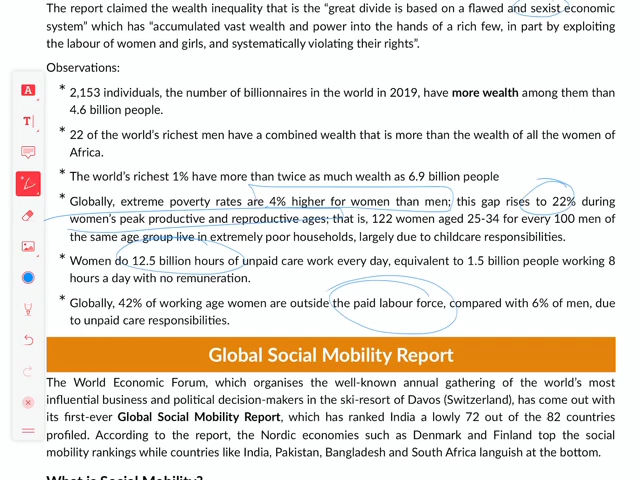 The report claimed the wealth inequality that is the “great divide is based on a flawed and sexist economic
system” which has “accumulated vast wealth and power into the hands of a rich few, in part by exploiting
the labour of women and girls, and systematically violating their rights”.
Observations:
* 2,153 individuals, the number of billionnaires in the world in 2019, have more wealth among them than
4.6 billion people.
* 22 of the world’s richest men have a combined wealth that is more than the wealth of all the women of
Africa.
* The world’s richest 1% have more than twice as much wealth as 6.9 billion people
* Globally, extreme poverty rates are 4% higher for women than men; this gap rises to 22% during
women’s peak productive and reproductive ages; that is, 122 women aged 25-34 for every 100 men of
the same age group live in extremely poor households, largely due to childcare responsibilities.
* Women do 12.5 billion hours of unpaid care work every day, equivalent to 1.5 billion people working 8
hours a day with no remuneration.
* Globally, 42% of working age women are outside the paid labour force, compared with 6% of men, due
to unpaid care responsibilities.
Global Social Mobility Report
The World Economic Forum, which organises the well-known annual gathering of the world’s most
influential business and political decision-makers in the ski-resort of Davos (Switzerland), has come out with
its first-ever Global Social Mobility Report, which has ranked India a lowly 72 out of the 82 countries
profiled. According to the report, the Nordic economies such as Denmark and Finland top the social
mobility rankings while countries like India, Pakistan, Bangladesh and South Africa languish at the bottom.
What is Social Mobility?